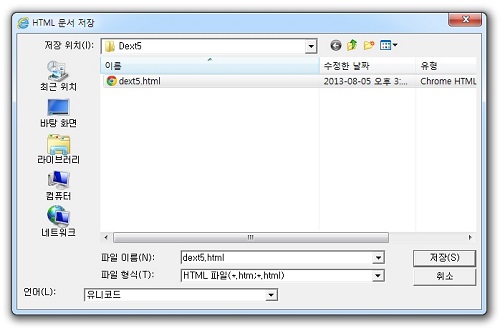 HTML 문서 저장
저장 위치(I):
Dext5
이름
수정한 날짜
유형
dext5.html
2013-08-05 오후 3:...
Chrome HTML
최근 위치
바탕 화면
라이브러리
컴퓨터
네트워크
파일 이름(N):
dext5.html
저장(S)
파일 형식(T):
HTML 파일(*.htm;*.html)
취소
언어(L):
유니코드